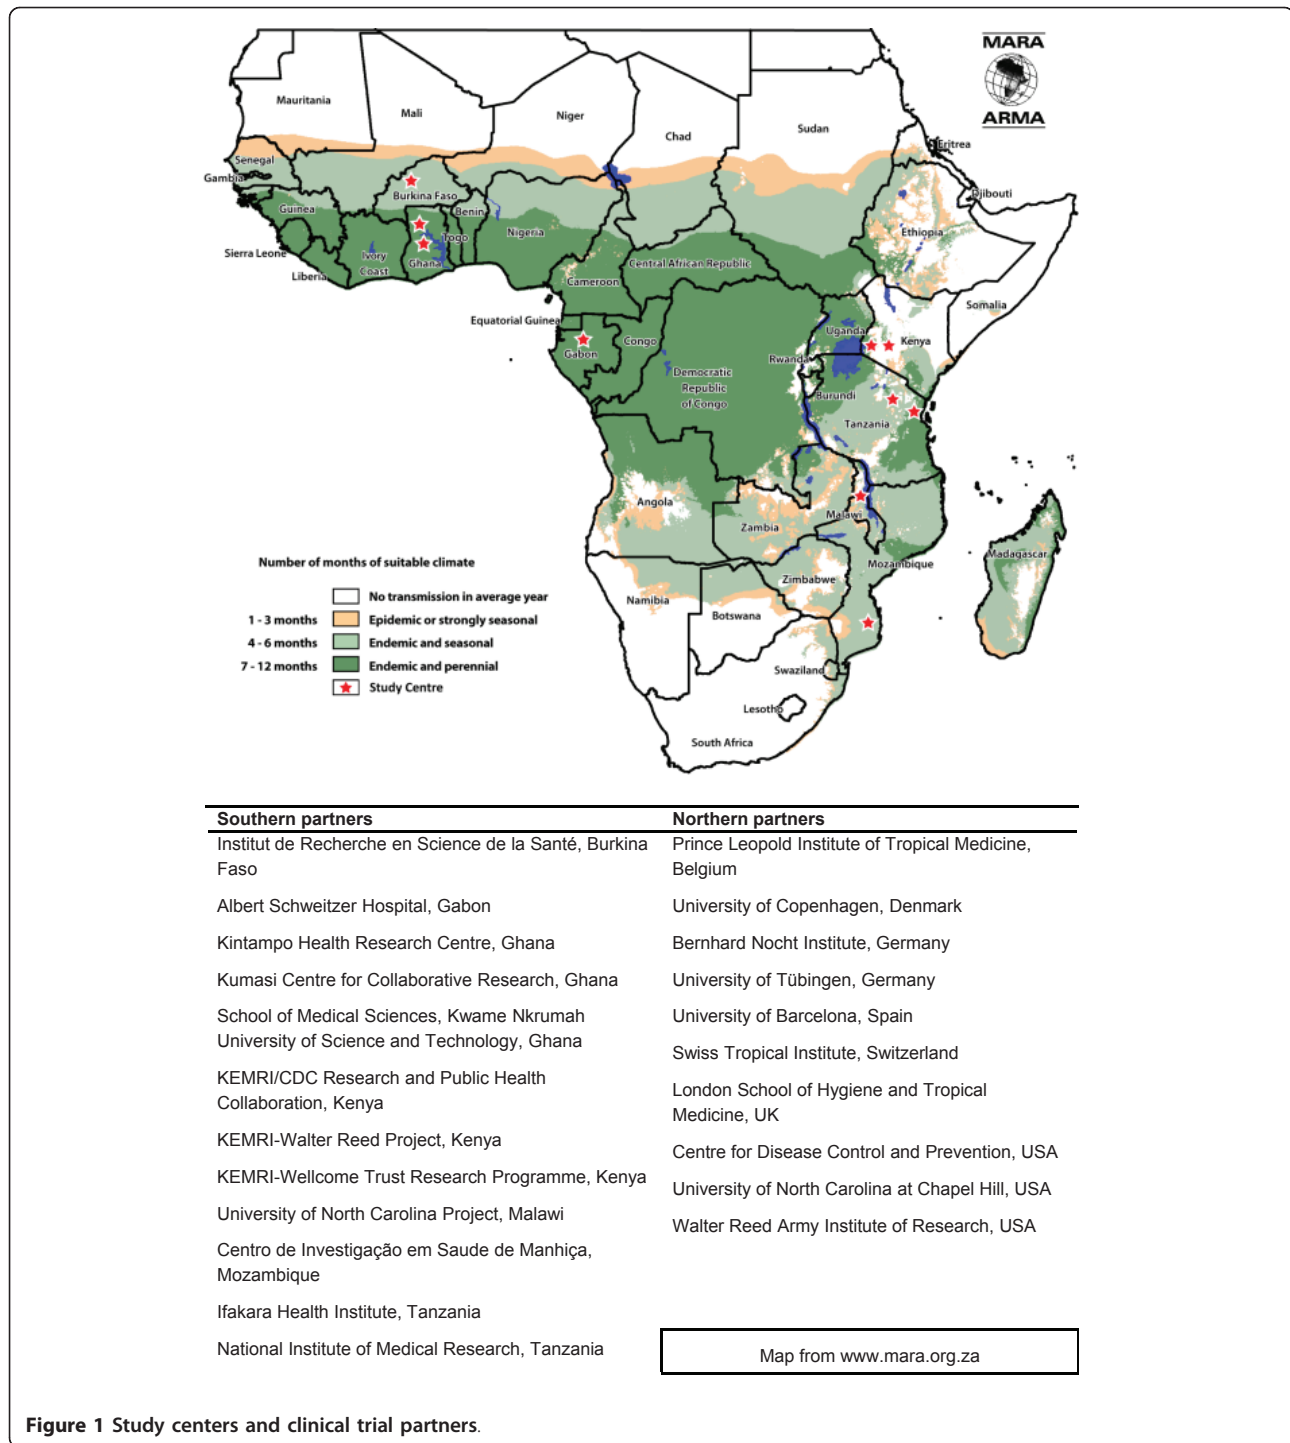 MARA
ARMA
Mauritania
Mali
Niger
Chad
Sudan
Eritrea
Senegal
Gambia
Djibouti
Burkina Faso
Guinea
Benin
Nigeria
Ethiopia
Togo
Sierra Leone
Ivory
Coast
Ghana
Liberia
Central African Republic
Cameroon
Somalia
Equatorial Guinea
Uganda
Kenya
Gabon
Congo
Rwanda
Democratic
Republic
of Congo
Burundi
Tanzania
Angola
Malawi
Zambia
Mozambique
Madagascar
Zimbabwe
Namibia
Botswana
Swaziland
Lesotho
South Africa
Number of months of suitable climate
No transmission in average year
1 - 3 months Epidemic or strongly seasonal
4 - 6 months Endemic and seasonal
7 - 12 months Endemic and perennial
Study Centre
Southern partners
Institut de Recherche en Science de la Santé, Burkina
Faso
Albert Schweitzer Hospital, Gabon
Kintampo Health Research Centre, Ghana
Kumasi Centre for Collaborative Research, Ghana
School of Medical Sciences, Kwame Nkrumah
University of Science and Technology, Ghana
KEMRI/CDC Research and Public Health
Collaboration, Kenya
KEMRI-Walter Reed Project, Kenya
KEMRI-Wellcome Trust Research Programme, Kenya
University of North Carolina Project, Malawi
Centro de Investigação em Saude de Manhiça,
Mozambique
Ifakara Health Institute, Tanzania
National Institute of Medical Research, Tanzania
Northern partners
Prince Leopold Institute of Tropical Medicine,
Belgium
University of Copenhagen, Denmark
Bernhard Nocht Institute, Germany
University of Tübingen, Germany
University of Barcelona, Spain
Swiss Tropical Institute, Switzerland
London School of Hygiene and Tropical
Medicine, UK
Centre for Disease Control and Prevention, USA
University of North Carolina at Chapel Hill, USA
Walter Reed Army Institute of Research, USA
Map from www.mara.org.za
Figure 1 Study centers and clinical trial partners.